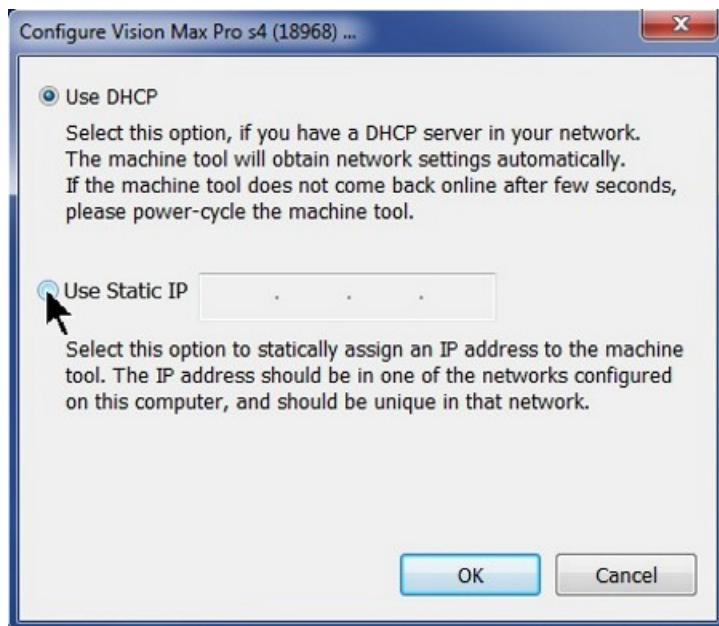 Configure Vision Max Pro s4 (18968) ...
Use DHCP
Select this option, if you have a DHCP server in your network.
The machine tool will obtain network settings automatically.
If the machine tool does not come back online after few seconds,
please power-cycle the machine tool.
Use Static IP . . .
Select this option to statically assign an IP address to the machine
tool. The IP address should be in one of the networks configured
on this computer, and should be unique in that network.
OK Cancel